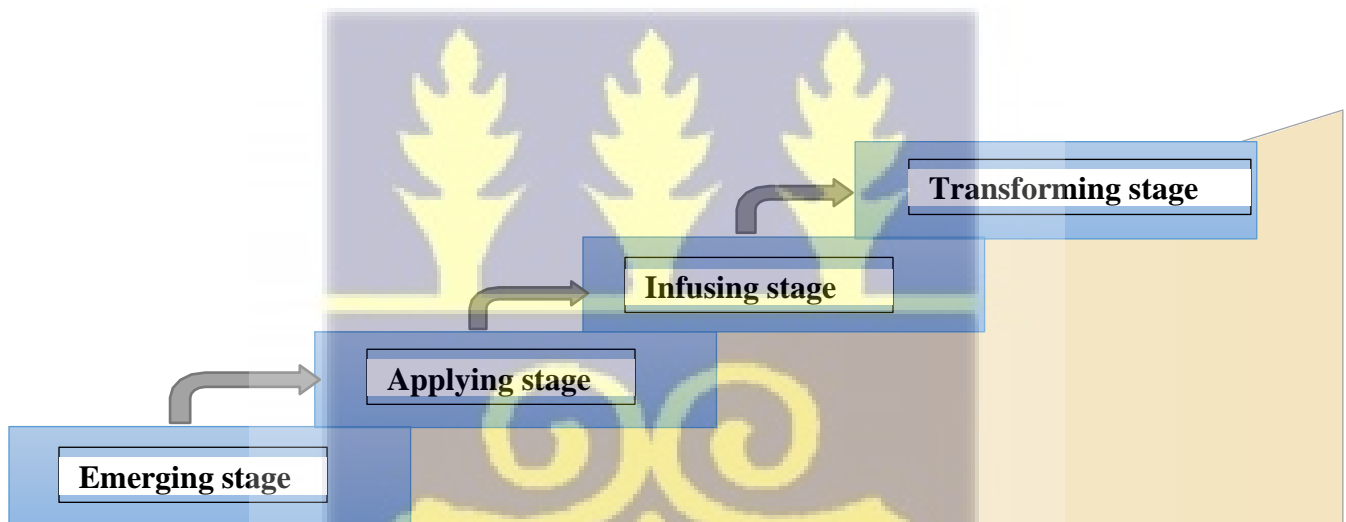 Transforming stage
Infusing stage
Applying stage
Emerging stage